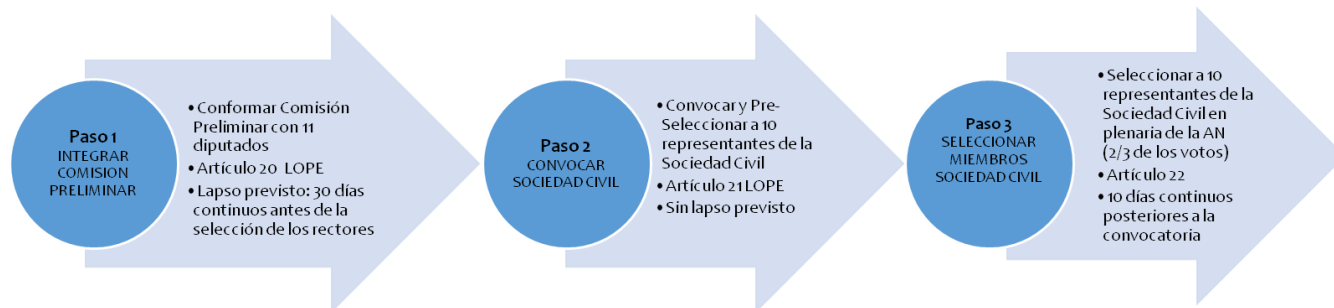 Paso 1
INTEGRAR
COMISION
PRELIMINAR
• Conformar Comisión
Preliminar con 11
diputados
• Artículo 20 LOPE
• Lapso previsto: 30 días
continuos antes de la
selección de los rectores
Paso 2
CONVOCAR
SOCIEDAD CIVIL
• Convocar y Pre-
Seleccionar a 10
representantes de la
Sociedad Civil
• Artículo 21 LOPE
• Sin lapso previsto
Paso 3
SELECCIONAR
MIEMBROS
SOCIEDAD CIVIL
• Seleccionar a 10
representantes de la
Sociedad Civil en
plenaria de la AN
(2/3 de los votos)
• Artículo 22
• 10 días continuos
posteriores a la
convocatoria